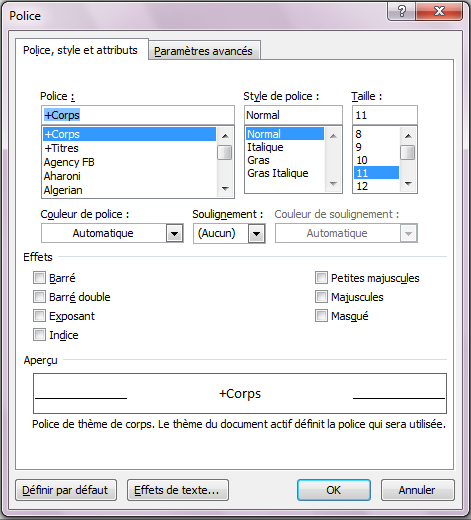 Police
Police, style et attributs
Paramètres avancés
Police :
Style de police :
Taille :
+Corps
Normal
11
+Corps
+Titres
Agency FB
Aharoni
Algerian
Normal
Italique
Gras
Gras Italique
8
9
10
11
12
Couleur de police :
Soulignement :
Couleur de soulignement :
Automatique
(Aucun)
Automatique
Effets
Barré
Barré double
Exposant
Indice
Petites majuscules
Majuscules
Masqué
Aperçu
+Corps
Police de thème de corps. Le thème du document actif définit la police qui sera utilisée.
Définir par défaut
Effets de texte...
OK
Annuler